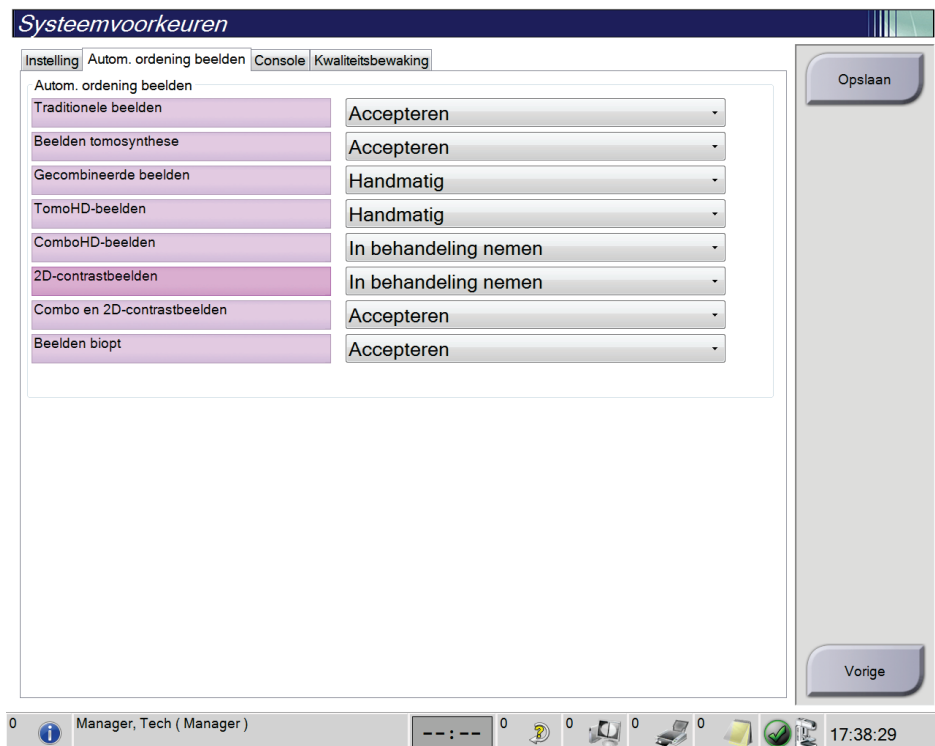 Systeemvoorkeuren
Instelling Autom. ordening beelden Console Kwaliteitsbewaking
Opslaan
Autom. ordening beelden
Traditionele beelden Accepteren
Beelden tomosynthese Accepteren
Gecombineerde beelden Handmatig
TomoHD-beelden Handmatig
ComboHD-beelden In behandeling nemen
2D-contrastbeelden In behandeling nemen
Combo en 2D-contrastbeelden Accepteren
Beelden biopt Accepteren
Vorige
0 Manager, Tech ( Manager ) --:-- 0 0 0 0 17:38:29